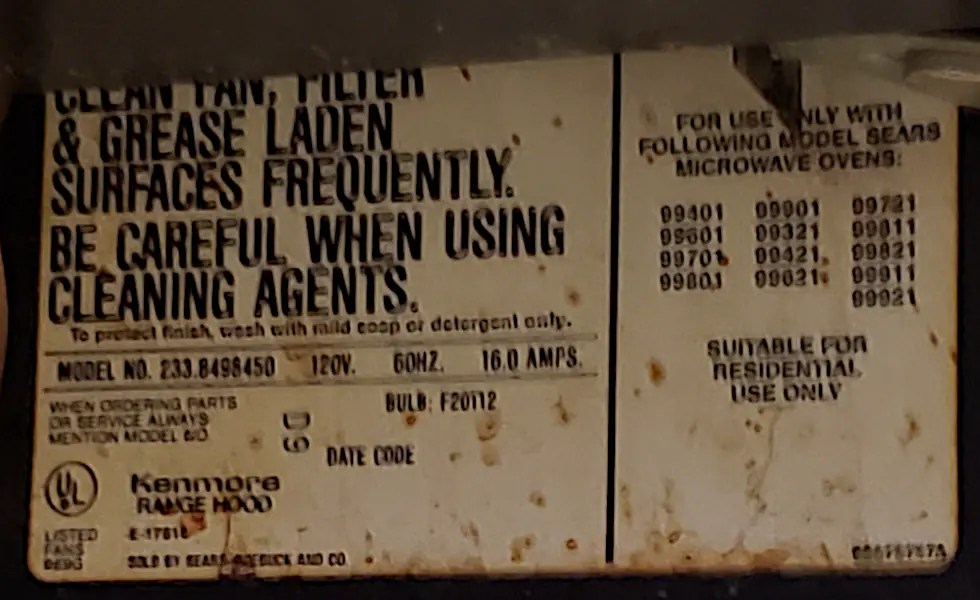 CLEAN FAN, FILTER
& GREASE LADEN
SURFACES FREQUENTLY.
BE CAREFUL WHEN USING
CLEANING AGENTS.
To protect finish, wash with mild soap or detergent only.
MODEL NO. 233.8498450 120V. 60HZ. 16.0 AMPS.
WHEN ORDERING PARTS
OR SERVICE ALWAYS
MENTION MODEL NO.
BULB: F20112
DATE CODE
UL
Kenmore
RANGE HOOD
LISTED
FANS
E-17618
SOLD BY SEARS ROEBUCK AND CO.
FOR USE ONLY WITH
FOLLOWING MODEL SEARS
MICROWAVE OVENS:
99401 99901 99721
99601 99321 99811
99701 99421 99821
99801 99621 99911
99921
SUITABLE FOR
RESIDENTIAL
USE ONLY